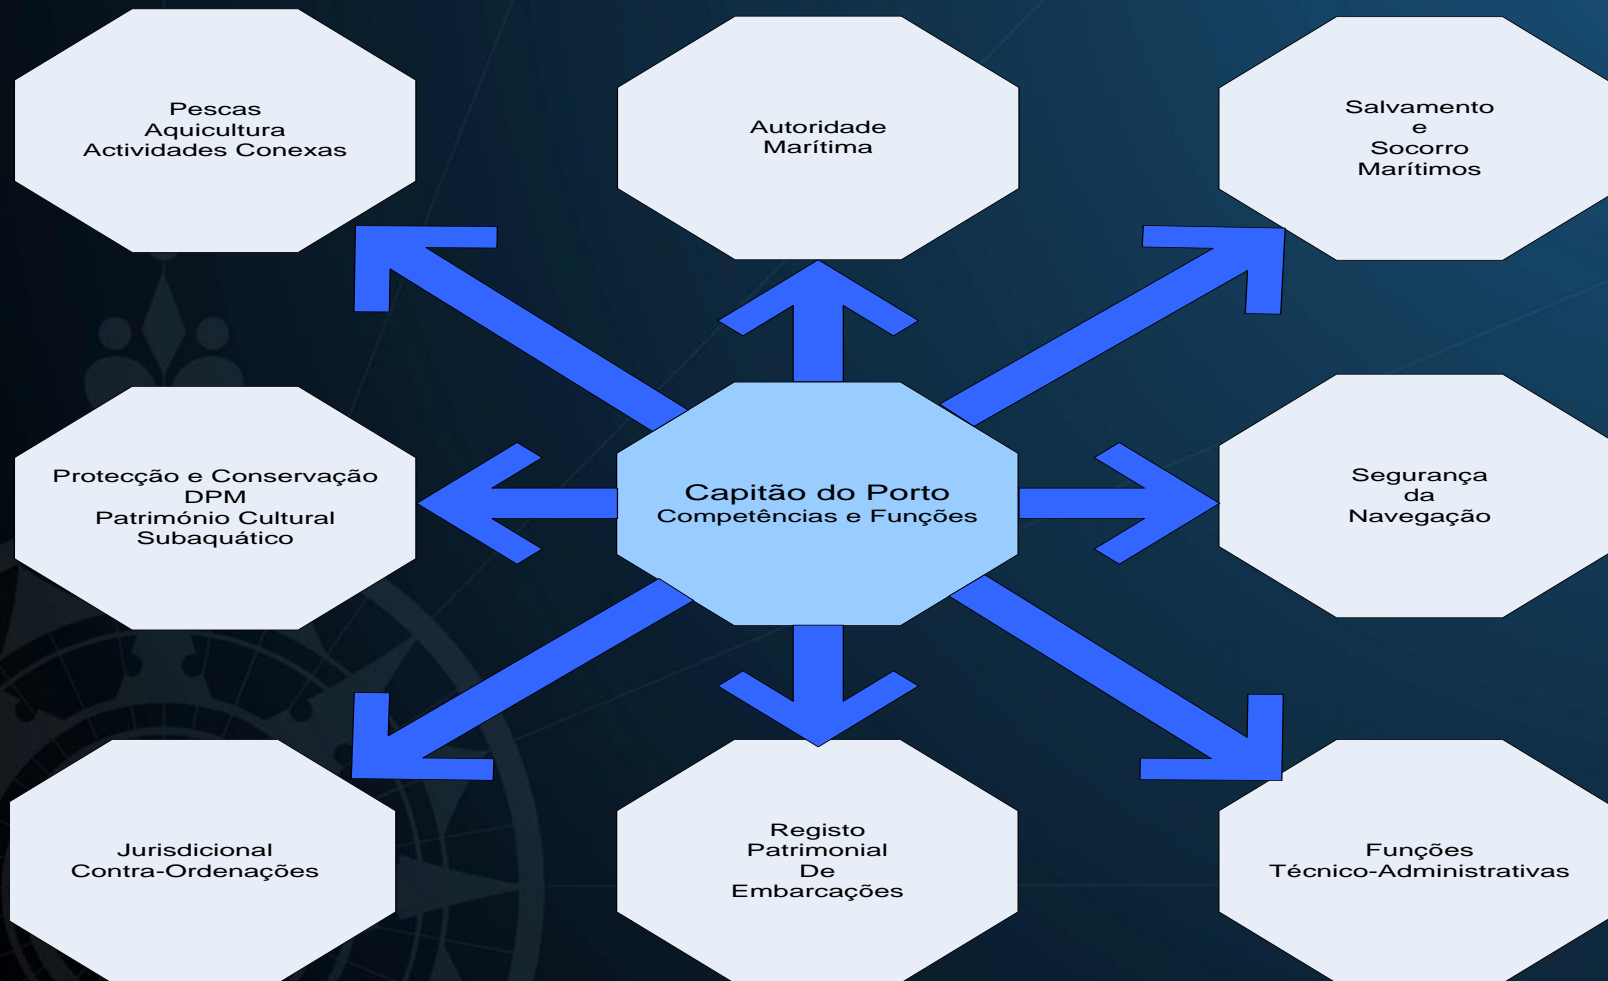 Pescas
Aquicultura
Actividades Conexas
Autoridade
Marítima
Salvamento
e
Socorro
Marítimos
Protecção e Conservação
DPM
Património Cultural
Subaquático
Capitão do Porto
Competências e Funções
Segurança
da
Navegação
Jurisdicional
Contra-Ordenações
Registo
Patrimonial
De
Embarcações
Funções
Técnico-Administrativas